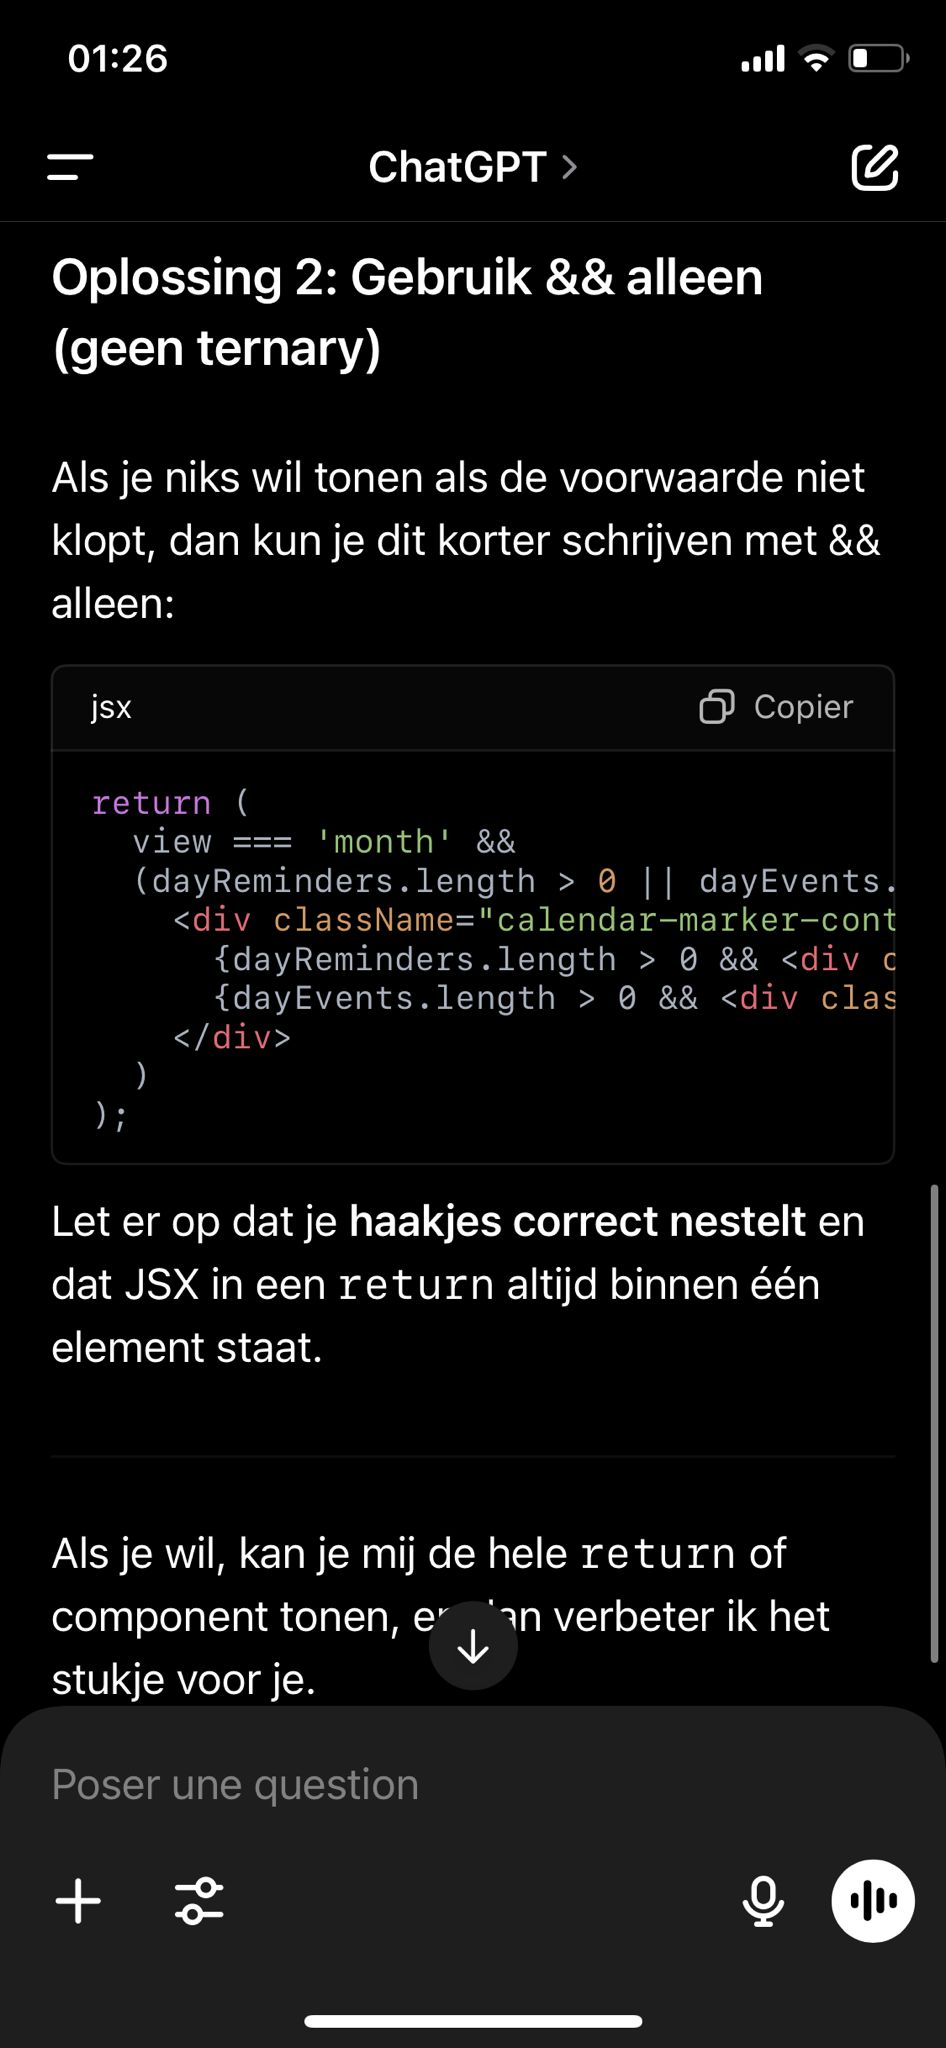 01:26
ChatGPT >
Oplossing 2: Gebruik && alleen
(geen ternary)
Als je niks wil tonen als de voorwaarde niet
klopt, dan kun je dit korter schrijven met &&
alleen:
jsx
Copier
return (
  view === 'month' &&
  (dayReminders.length > 0 || dayEvents.
    <div className="calendar-marker-cont
      {dayReminders.length > 0 && <div c
      {dayEvents.length > 0 && <div clas
    </div>
  )
);
Let er op dat je haakjes correct nestelt en
dat JSX in een return altijd binnen één
element staat.
Als je wil, kan je mij de hele return of
component tonen, verbeter ik het
stukje voor je.
Poser une question